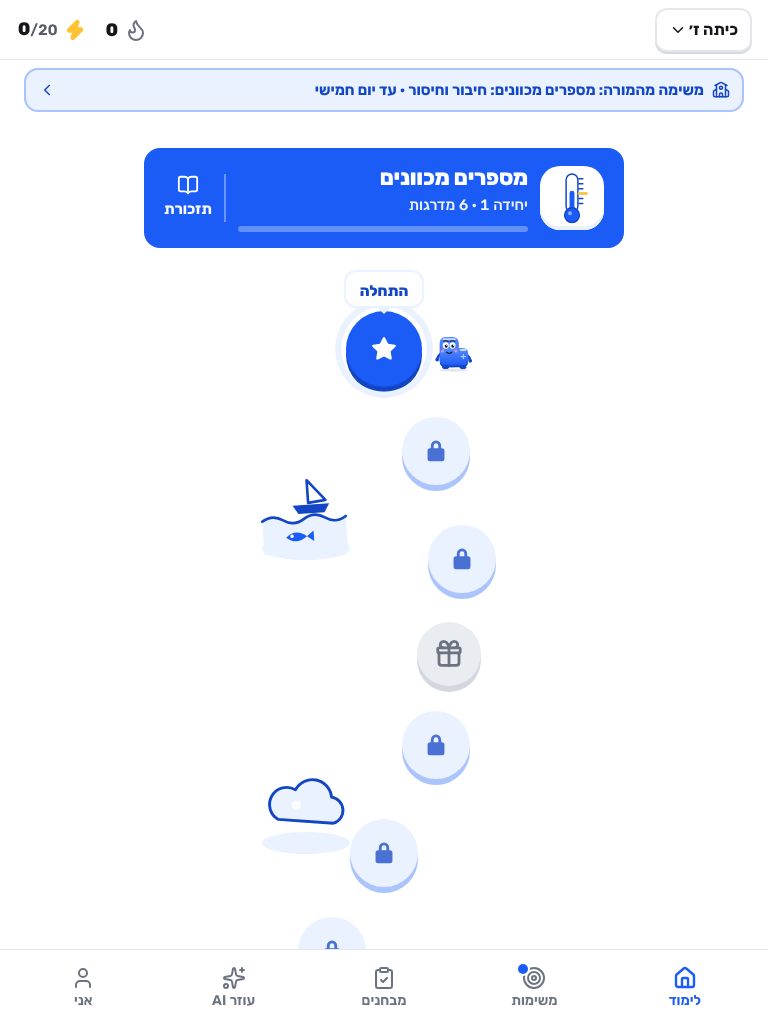 כיתה ז׳
0
0/20
משימה מהמורה: מספרים מכוונים: חיבור וחיסור • עד יום חמישי
מספרים מכוונים
יחידה 1 • 6 מדרגות
תזכורת
התחלה
לימוד
משימות
מבחנים
עוזר AI
אני